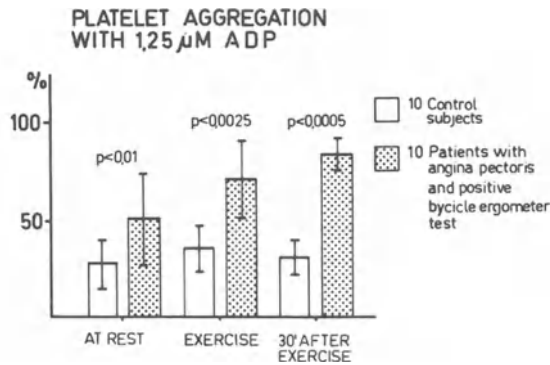 PLATELET AGGREGATION
WITH 1,25 µM ADP
%
100
50
p<0,01
p<0,0025
p<0,0005
10 Control
subjects
10 Patients with
angina pectoris
and positive
bycicle ergometer
test
AT REST
EXERCISE
30' AFTER
EXERCISE